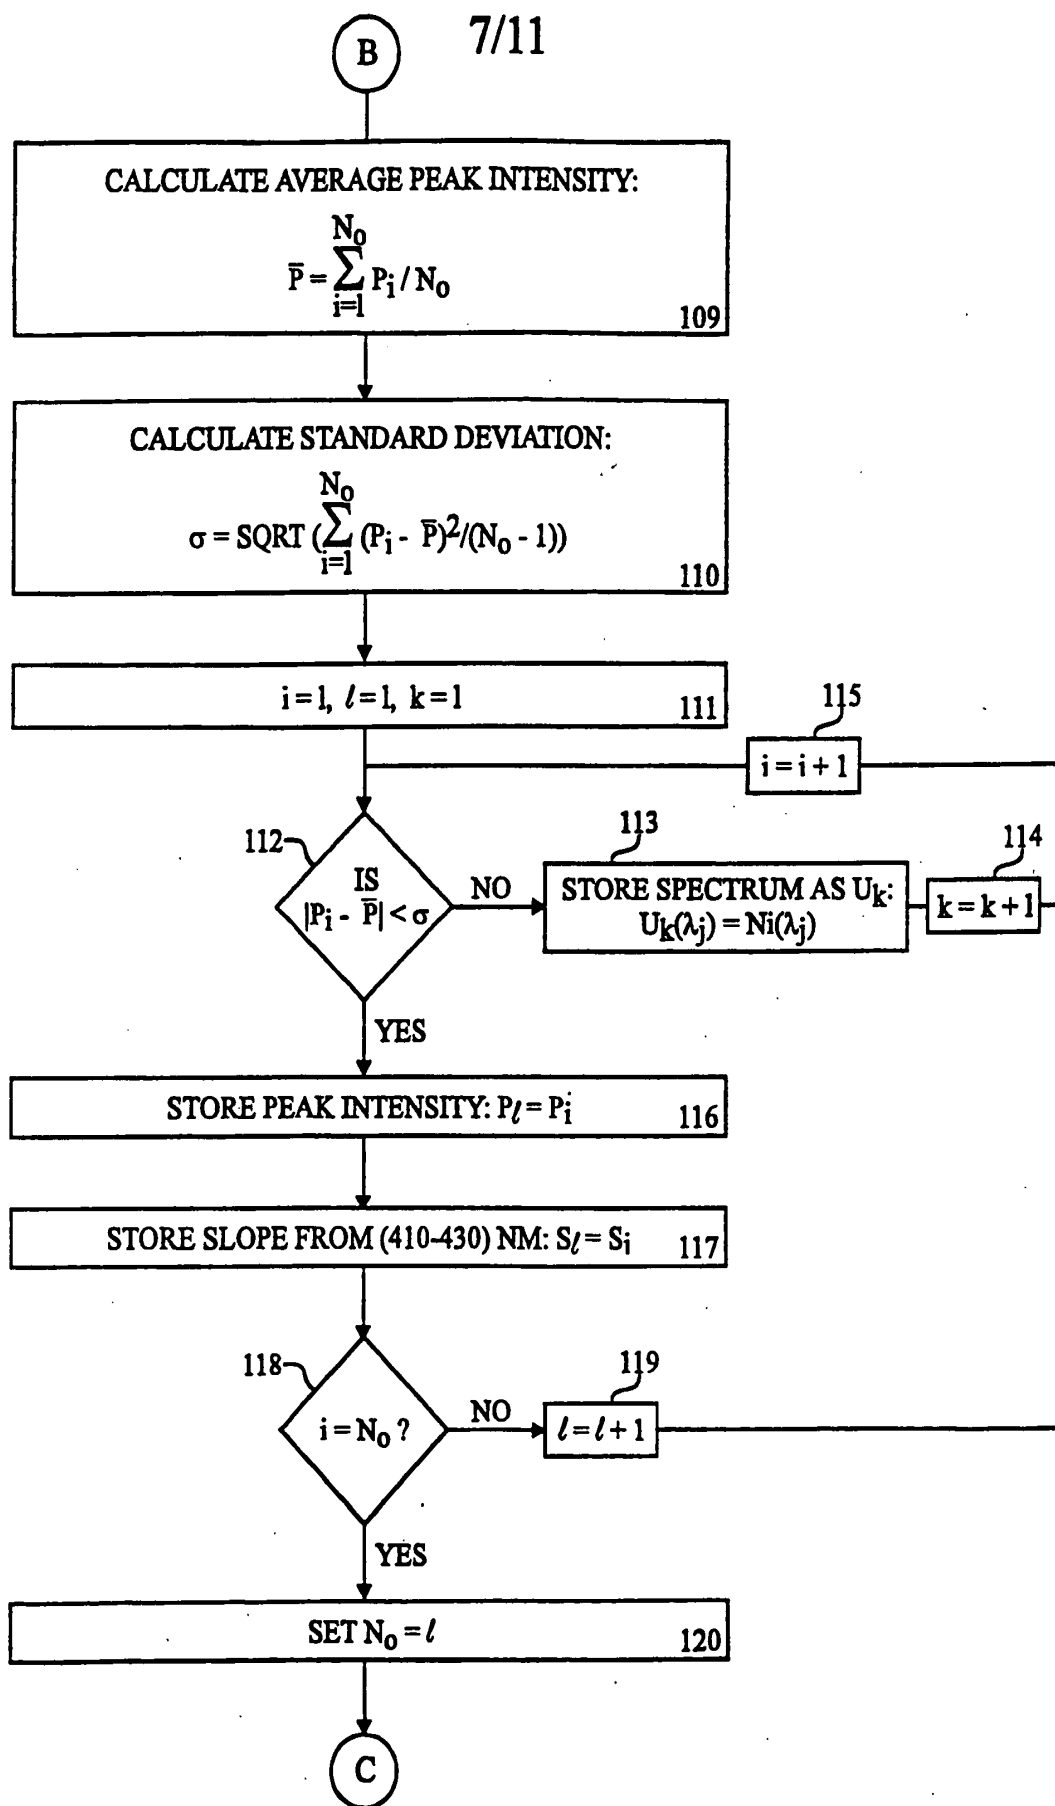 7/11
B
CALCULATE AVERAGE PEAK INTENSITY:
N₀
P̅ = Σ Pᵢ / N₀
i=1
109
CALCULATE STANDARD DEVIATION:
N₀
σ = SQRT (Σ (Pᵢ - P̅)²/(N₀ - 1))
i=1
110
i=1, ℓ=1, k=1
111
115
i = i + 1
112
IS
|Pᵢ - P̅| < σ
NO
113
STORE SPECTRUM AS Uₖ:
Uₖ(λⱼ) = Ni(λⱼ)
114
k = k + 1
YES
STORE PEAK INTENSITY: Pℓ = Pᵢ
116
STORE SLOPE FROM (410-430) NM: Sℓ = Sᵢ
117
118
i = N₀ ?
NO
119
ℓ = ℓ + 1
YES
SET N₀ = ℓ
120
C